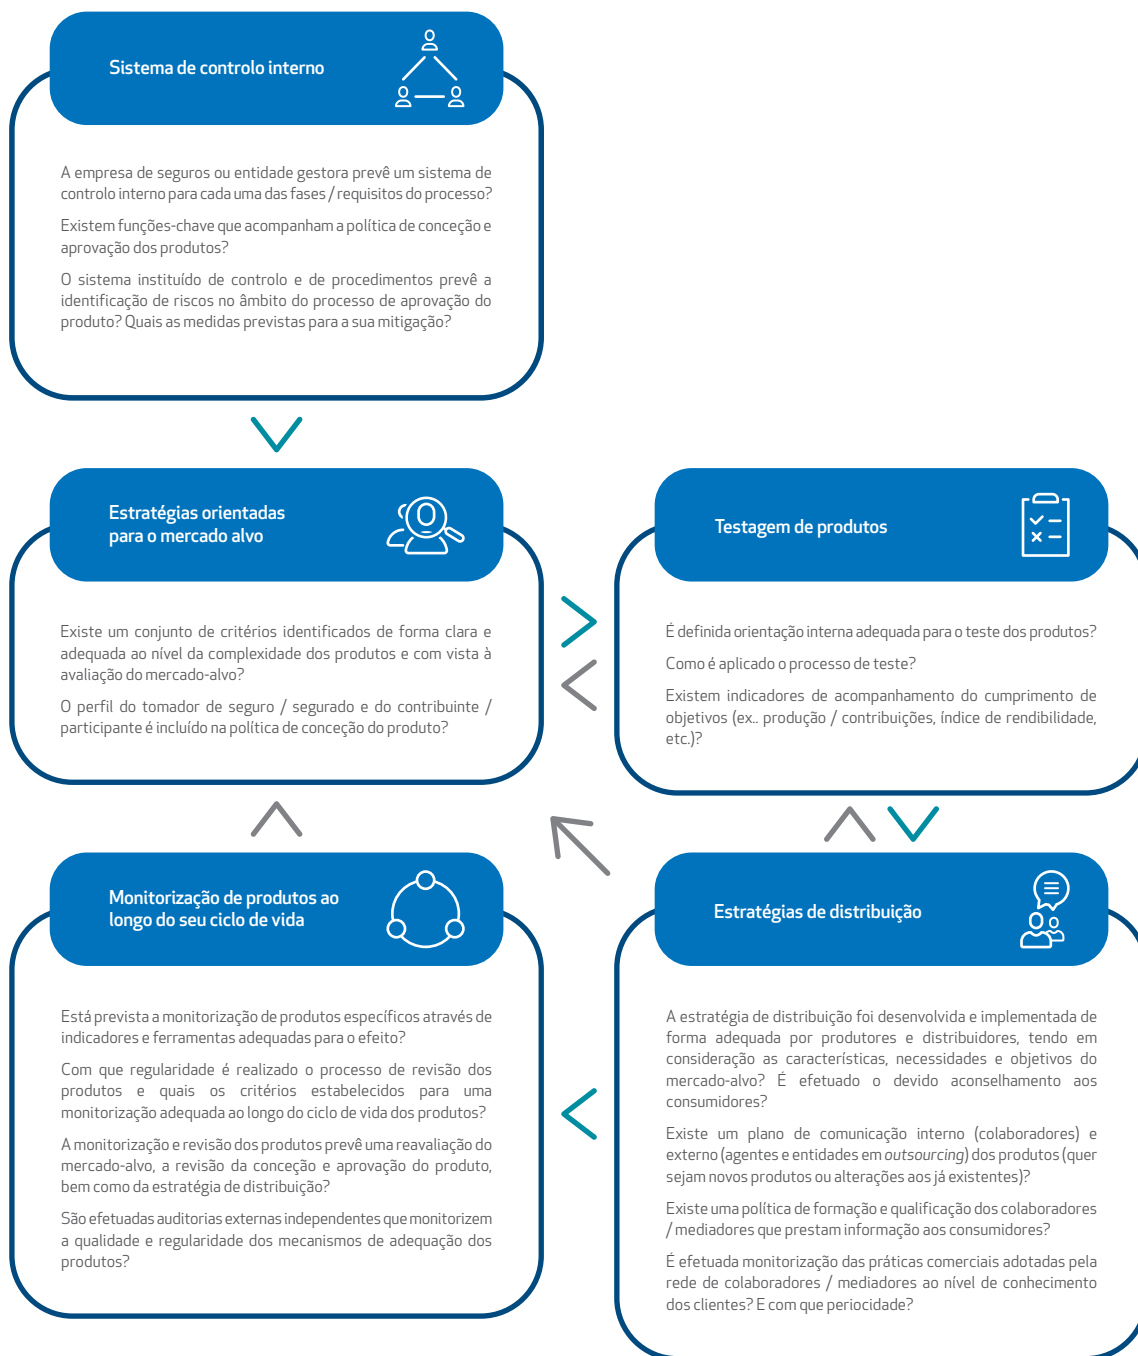 Sistema de controlo interno
A empresa de seguros ou entidade gestora prevê um sistema de
controlo interno para cada uma das fases / requisitos do processo?
Existem funções-chave que acompanham a política de conceção e
aprovação dos produtos?
O sistema instituído de controlo e de procedimentos prevê a
identificação de riscos no âmbito do processo de aprovação do
produto? Quais as medidas previstas para a sua mitigação?
Estratégias orientadas
para o mercado alvo
Existe um conjunto de critérios identificados de forma clara e
adequada ao nível da complexidade dos produtos e com vista à
avaliação do mercado-alvo?
O perfil do tomador de seguro / segurado e do contribuinte /
participante é incluído na política de conceção do produto?
Testagem de produtos
É definida orientação interna adequada para o teste dos produtos?
Como é aplicado o processo de teste?
Existem indicadores de acompanhamento do cumprimento de
objetivos (ex.. produção / contribuições, índice de rendibilidade,
etc.)?
Monitorização de produtos ao
longo do seu ciclo de vida
Está prevista a monitorização de produtos específicos através de
indicadores e ferramentas adequadas para o efeito?
Com que regularidade é realizado o processo de revisão dos
produtos e quais os critérios estabelecidos para uma
monitorização adequada ao longo do ciclo de vida dos produtos?
A monitorização e revisão dos produtos prevê uma reavaliação do
mercado-alvo, a revisão da conceção e aprovação do produto,
bem como da estratégia de distribuição?
São efetuadas auditorias externas independentes que monitorizem
a qualidade e regularidade dos mecanismos de adequação dos
produtos?
Estratégias de distribuição
A estratégia de distribuição foi desenvolvida e implementada de
forma adequada por produtores e distribuidores, tendo em
consideração as características, necessidades e objetivos do
mercado-alvo? É efetuado o devido aconselhamento aos
consumidores?
Existe um plano de comunicação interno (colaboradores) e
externo (agentes e entidades em outsourcing) dos produtos (quer
sejam novos produtos ou alterações aos já existentes)?
Existe uma política de formação e qualificação dos colaboradores
/ mediadores que prestam informação aos consumidores?
É efetuada monitorização das práticas comerciais adotadas pela
rede de colaboradores / mediadores ao nível de conhecimento
dos clientes? E com que periocidade?